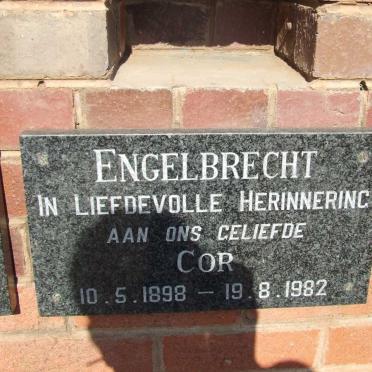 ENGELBRECHT
IN LIEFDEVOLLE HERINNERING
AAN ONS GELIEFDE
COR
10.5.1898 – 19.8.1982